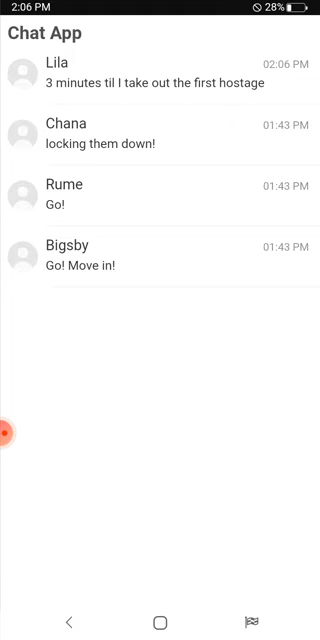 2:06 PM 28%
Chat App
Lila 02:06 PM
3 minutes til I take out the first hostage
Chana 01:43 PM
locking them down!
Rume 01:43 PM
Go!
Bigsby 01:43 PM
Go! Move in!